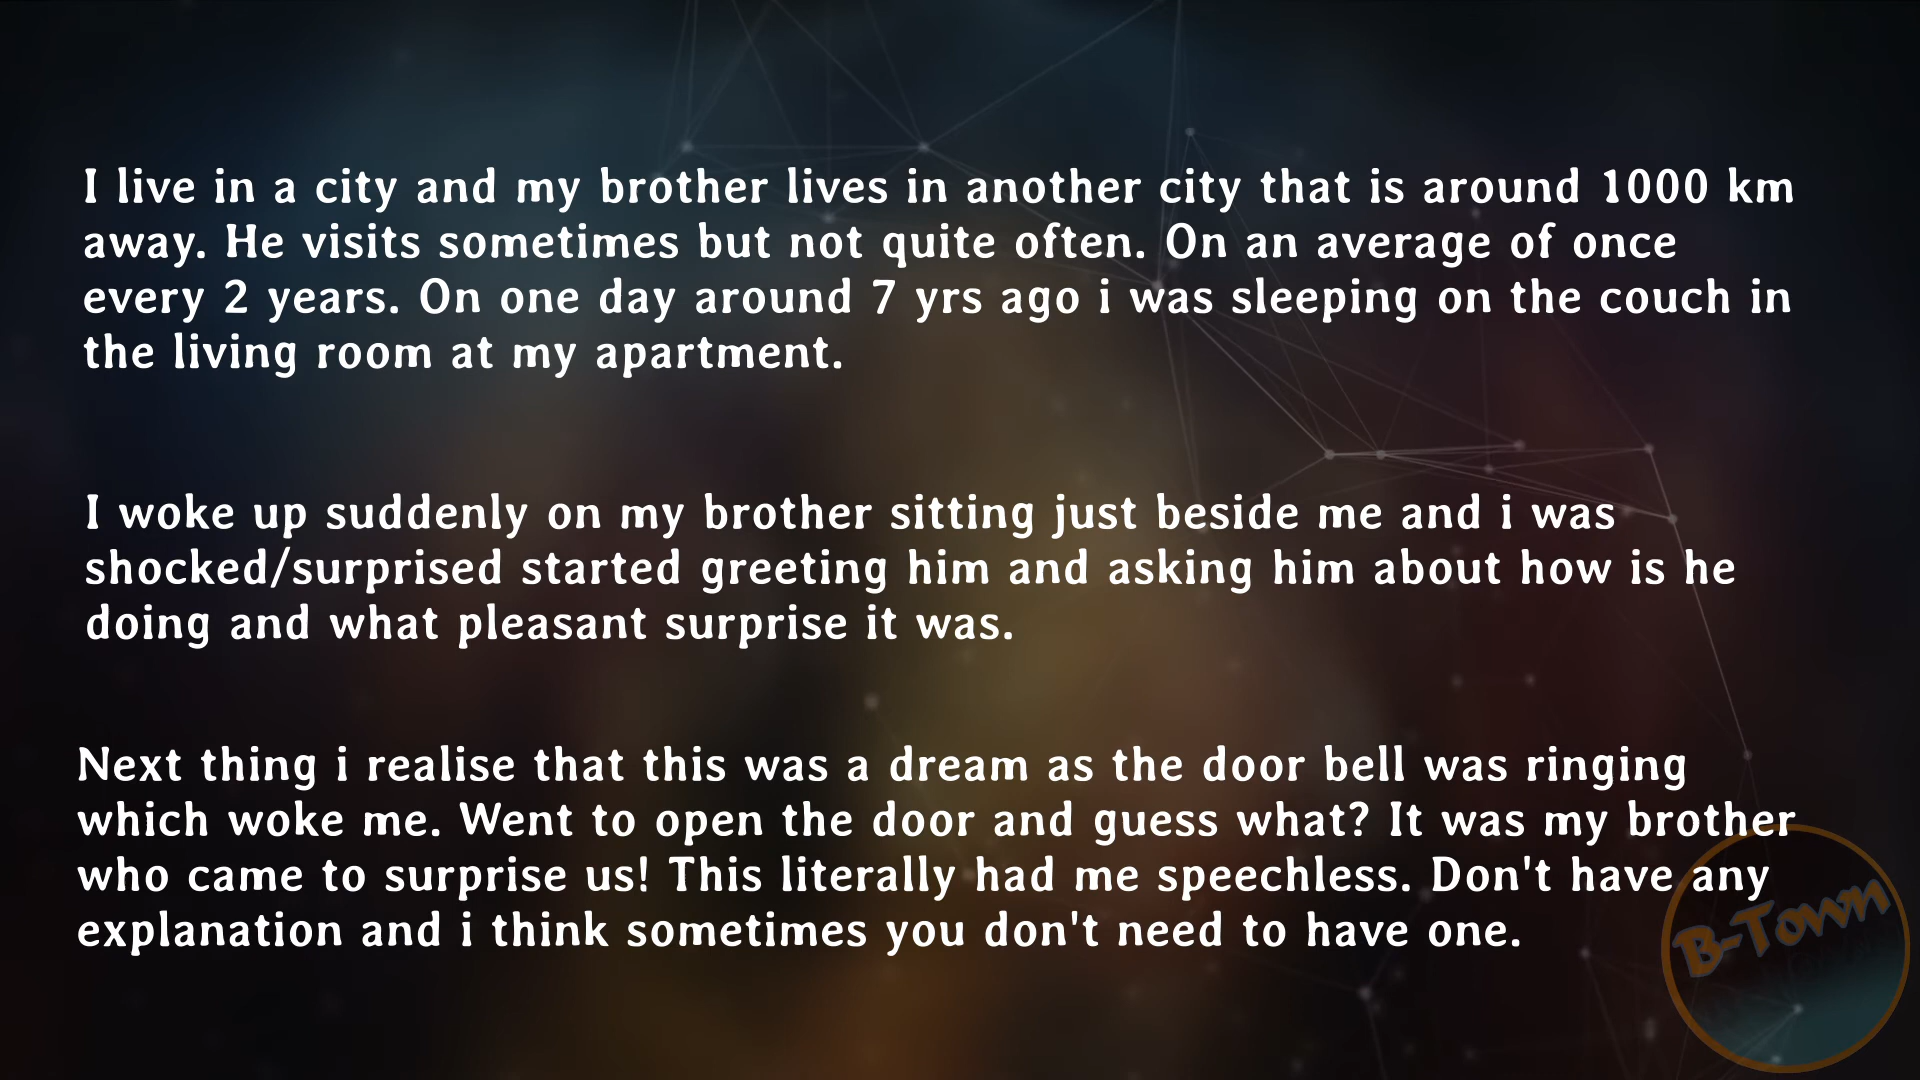 I live in a city and my brother lives in another city that is around 1000 km
away. He visits sometimes but not quite often. On an average of once
every 2 years. On one day around 7 yrs ago i was sleeping on the couch in
the living room at my apartment.
I woke up suddenly on my brother sitting just beside me and i was
shocked/surprised started greeting him and asking him about how is he
doing and what pleasant surprise it was.
Next thing i realise that this was a dream as the door bell was ringing
which woke me. Went to open the door and guess what? It was my brother
who came to surprise us! This literally had me speechless. Don't have any
explanation and i think sometimes you don't need to have one.
B-Town